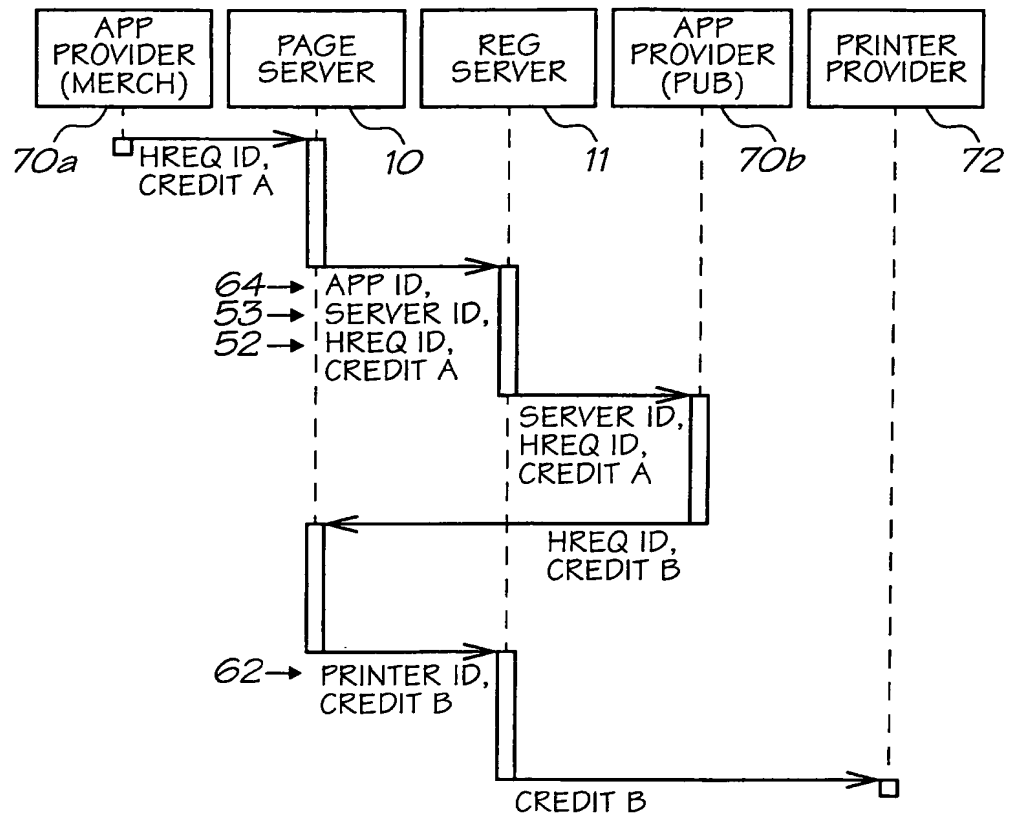 APP
PROVIDER
(MERCH)
PAGE
SERVER
REG
SERVER
APP
PROVIDER
(PUB)
PRINTER
PROVIDER
70a
10
11
70b
72
HREQ ID,
CREDIT A
64
APP ID,
53
SERVER ID,
52
HREQ ID,
CREDIT A
SERVER ID,
HREQ ID,
CREDIT A
HREQ ID,
CREDIT B
62
PRINTER ID,
CREDIT B
CREDIT B